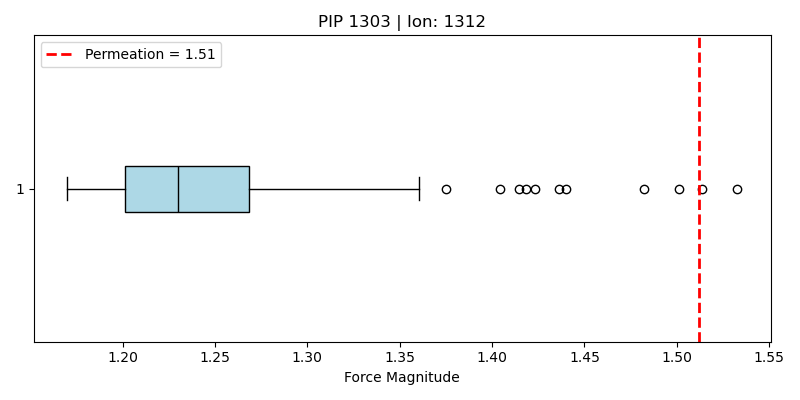 PIP 1303 | Ion: 1312
Permeation = 1.51
1
1.20 1.25 1.30 1.35 1.40 1.45 1.50 1.55
Force Magnitude